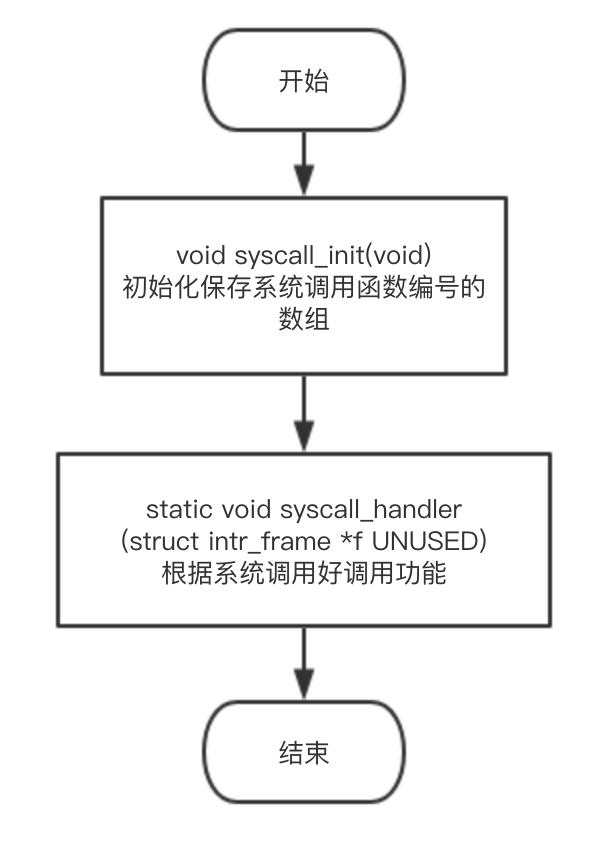 开始
void syscall_init(void)
初始化保存系统调用函数编号的
数组
static void syscall_handler
(struct intr_frame *f UNUSED)
根据系统调用好调用功能
结束